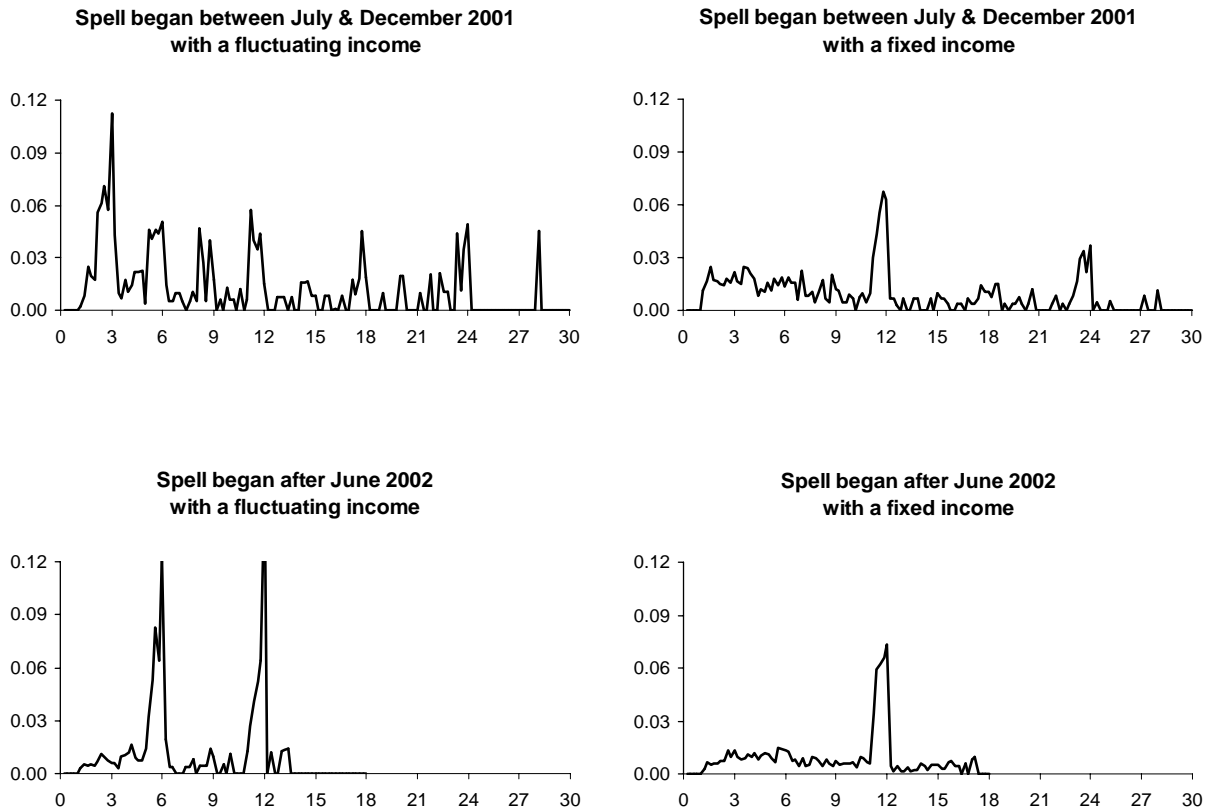 Spell began between July & December 2001
with a fluctuating income
0.12
0.09
0.06
0.03
0.00
0 3 6 9 12 15 18 21 24 27 30
Spell began between July & December 2001
with a fixed income
0.12
0.09
0.06
0.03
0.00
0 3 6 9 12 15 18 21 24 27 30
Spell began after June 2002
with a fluctuating income
0.12
0.09
0.06
0.03
0.00
0 3 6 9 12 15 18 21 24 27 30
Spell began after June 2002
with a fixed income
0.12
0.09
0.06
0.03
0.00
0 3 6 9 12 15 18 21 24 27 30